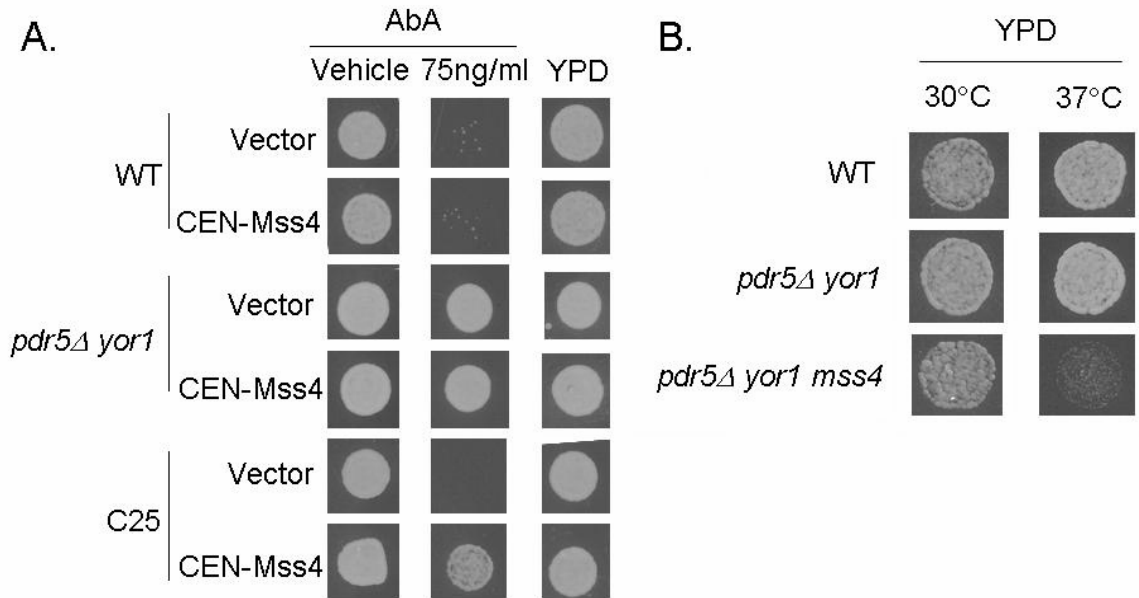 A.
AbA
Vehicle 75ng/ml YPD
WT
Vector
CEN-Mss4
pdr5Δ yor1
Vector
CEN-Mss4
C25
Vector
CEN-Mss4
B.
YPD
30°C 37°C
WT
pdr5Δ yor1
pdr5Δ yor1 mss4